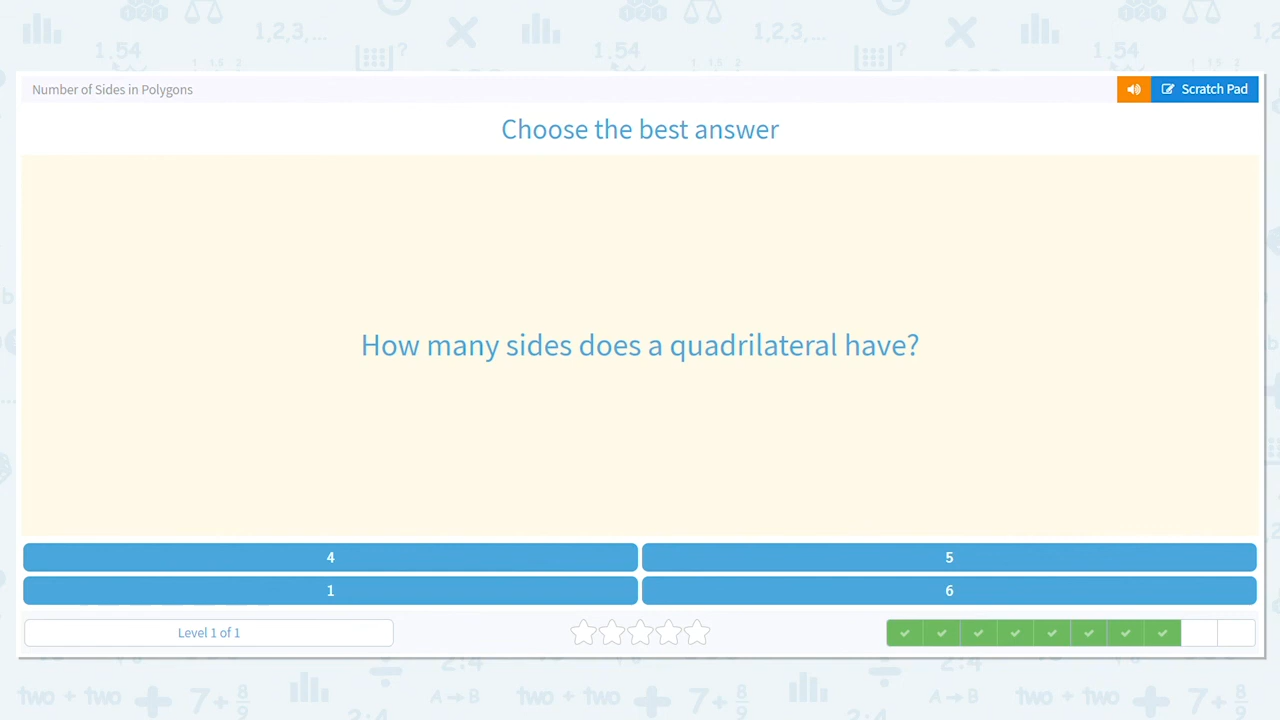 Number of Sides in Polygons
Scratch Pad
Choose the best answer
How many sides does a quadrilateral have?
4
5
1
6
Level 1 of 1